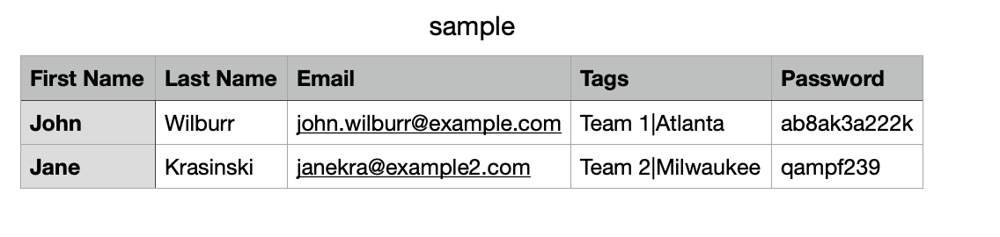 sample
First Name Last Name Email Tags Password
John Wilburr john.wilburr@example.com Team 1|Atlanta ab8ak3a222k
Jane Krasinski janekra@example2.com Team 2|Milwaukee qampf239